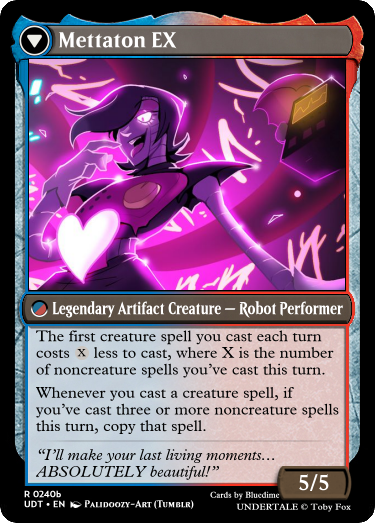 Mettaton EX
Legendary Artifact Creature — Robot Performer
The first creature spell you cast each turn
costs X less to cast, where X is the number
of noncreature spells you've cast this turn.
Whenever you cast a creature spell, if
you've cast three or more noncreature spells
this turn, copy that spell.
“I'll make your last living moments…
ABSOLUTELY beautiful!”
5/5
R 0240b
UDT • EN Palidoozy-Art (Tumblr)
Cards by Bluedime
UNDERTALE © Toby Fox